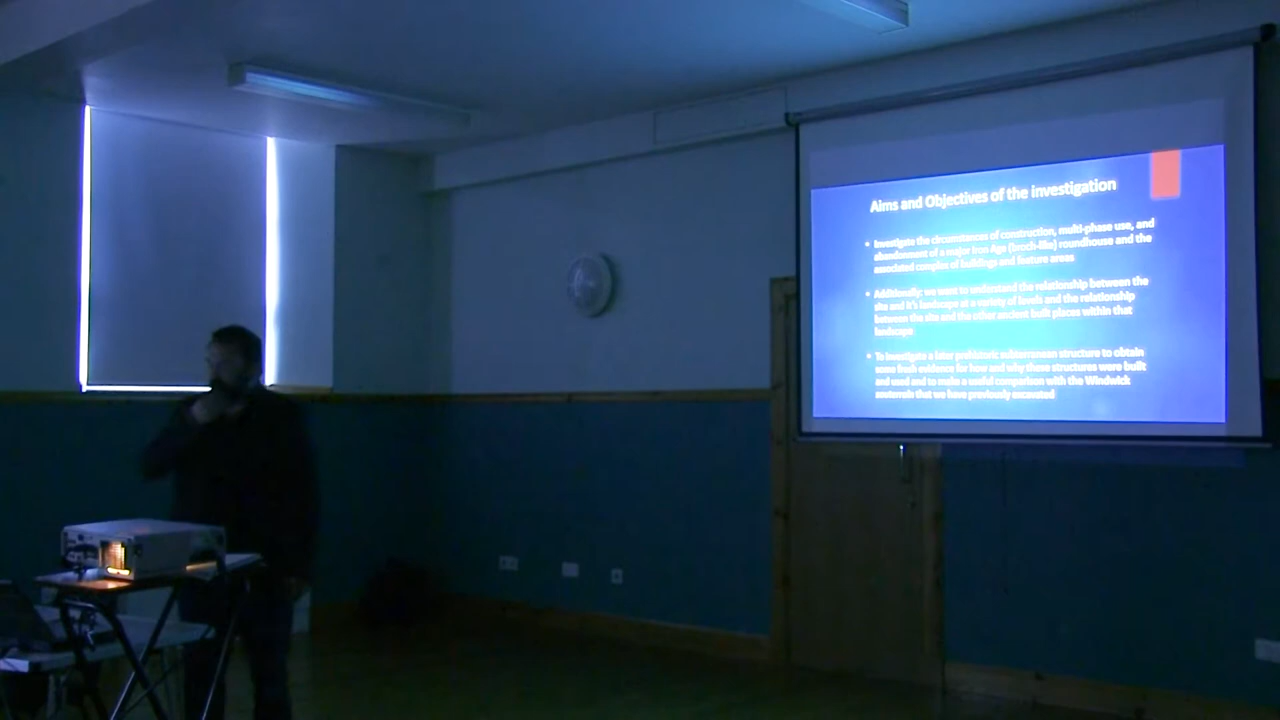 Aims and Objectives of the investigation
• Investigate the circumstances of construction, multi-phase use, and
abandonment of a major Iron Age (broch-like) roundhouse and the
associated complex of buildings and feature areas
• Additionally: we want to understand the relationship between the
site and it's landscape at a variety of levels and the relationship
between the site and the other ancient built places within that
landscape
• To investigate a later prehistoric subterranean structure to obtain
some fresh evidence for how and why those structures were built
and used and to make a useful comparison with the Windwick
materials that we have previously excavated